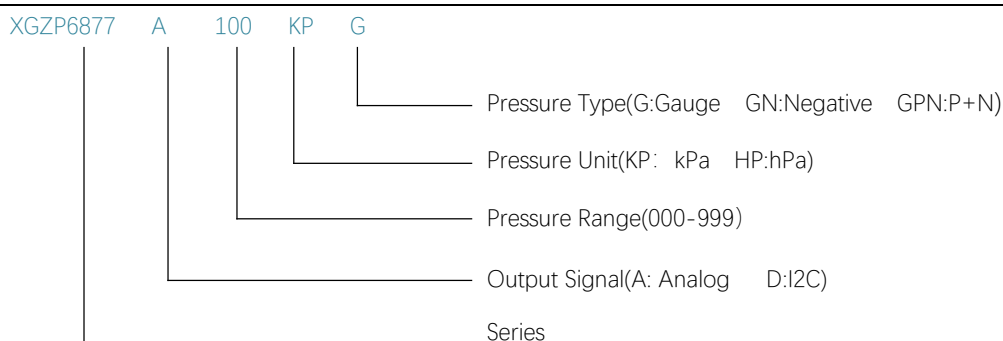 XGZP6877 A 100 KP G
Pressure Type(G:Gauge GN:Negative GPN:P+N)
Pressure Unit(KP： kPa HP:hPa)
Pressure Range(000-999）
Output Signal(A: Analog D:I2C)
Series